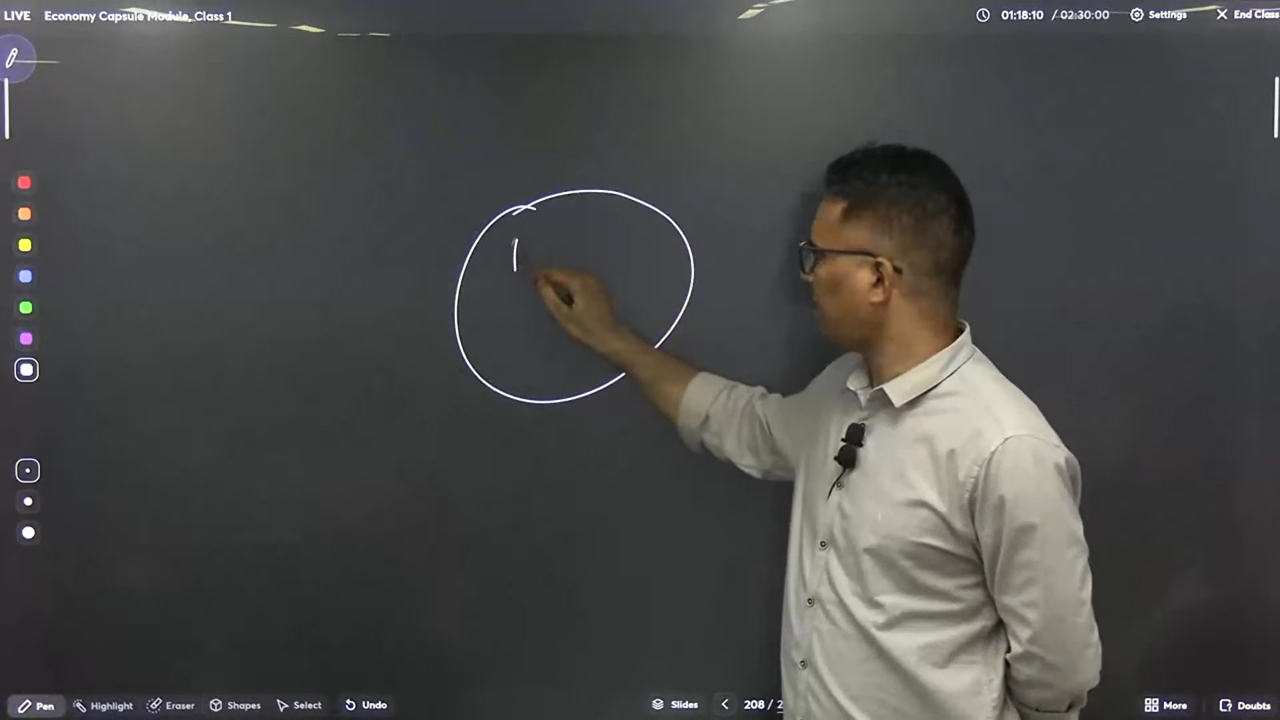 LIVE Economy Capsule Module, Class 1 01:18:10 / 02:30:00 Settings End Class
Pen Highlight Eraser Shapes Select Undo Slides 208 / 2 More Doubts